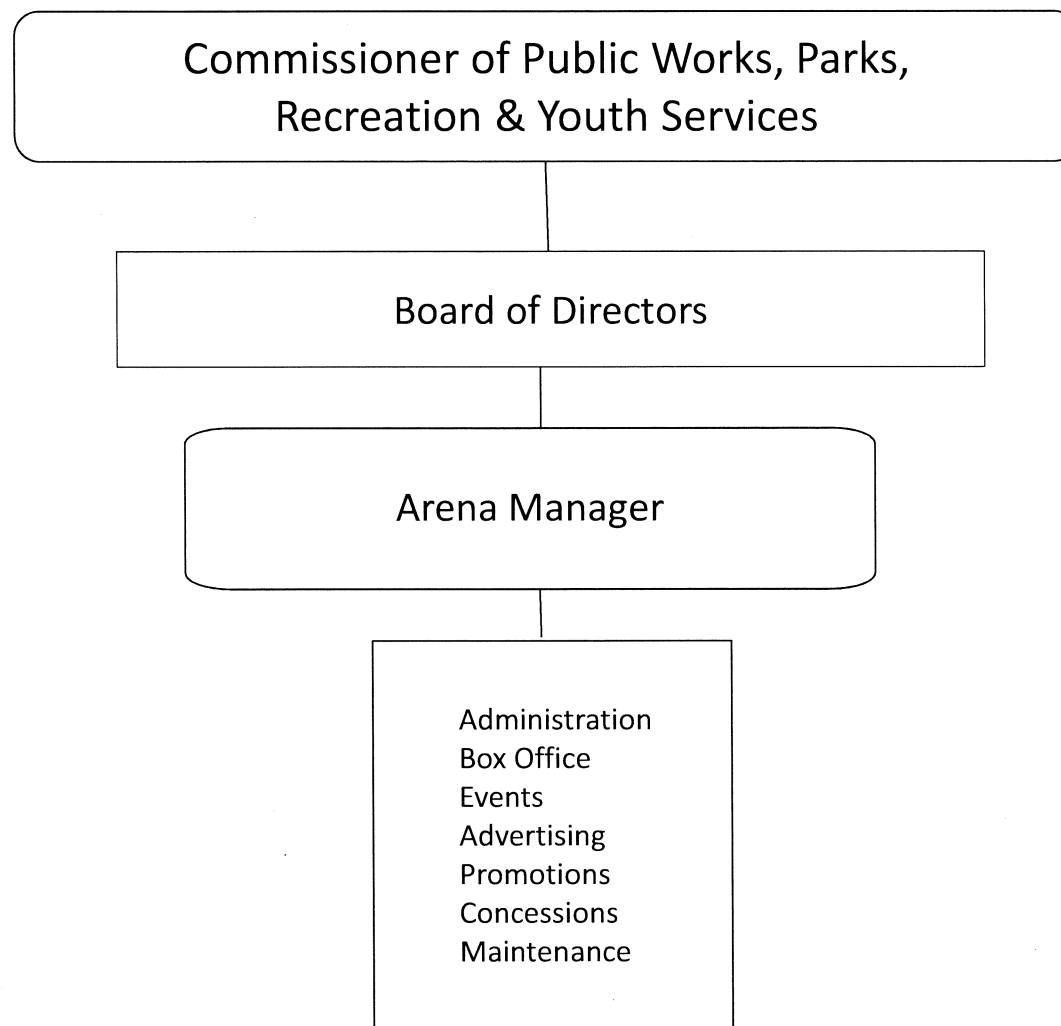 Commissioner of Public Works, Parks,
Recreation & Youth Services
Board of Directors
Arena Manager
Administration
Box Office
Events
Advertising
Promotions
Concessions
Maintenance